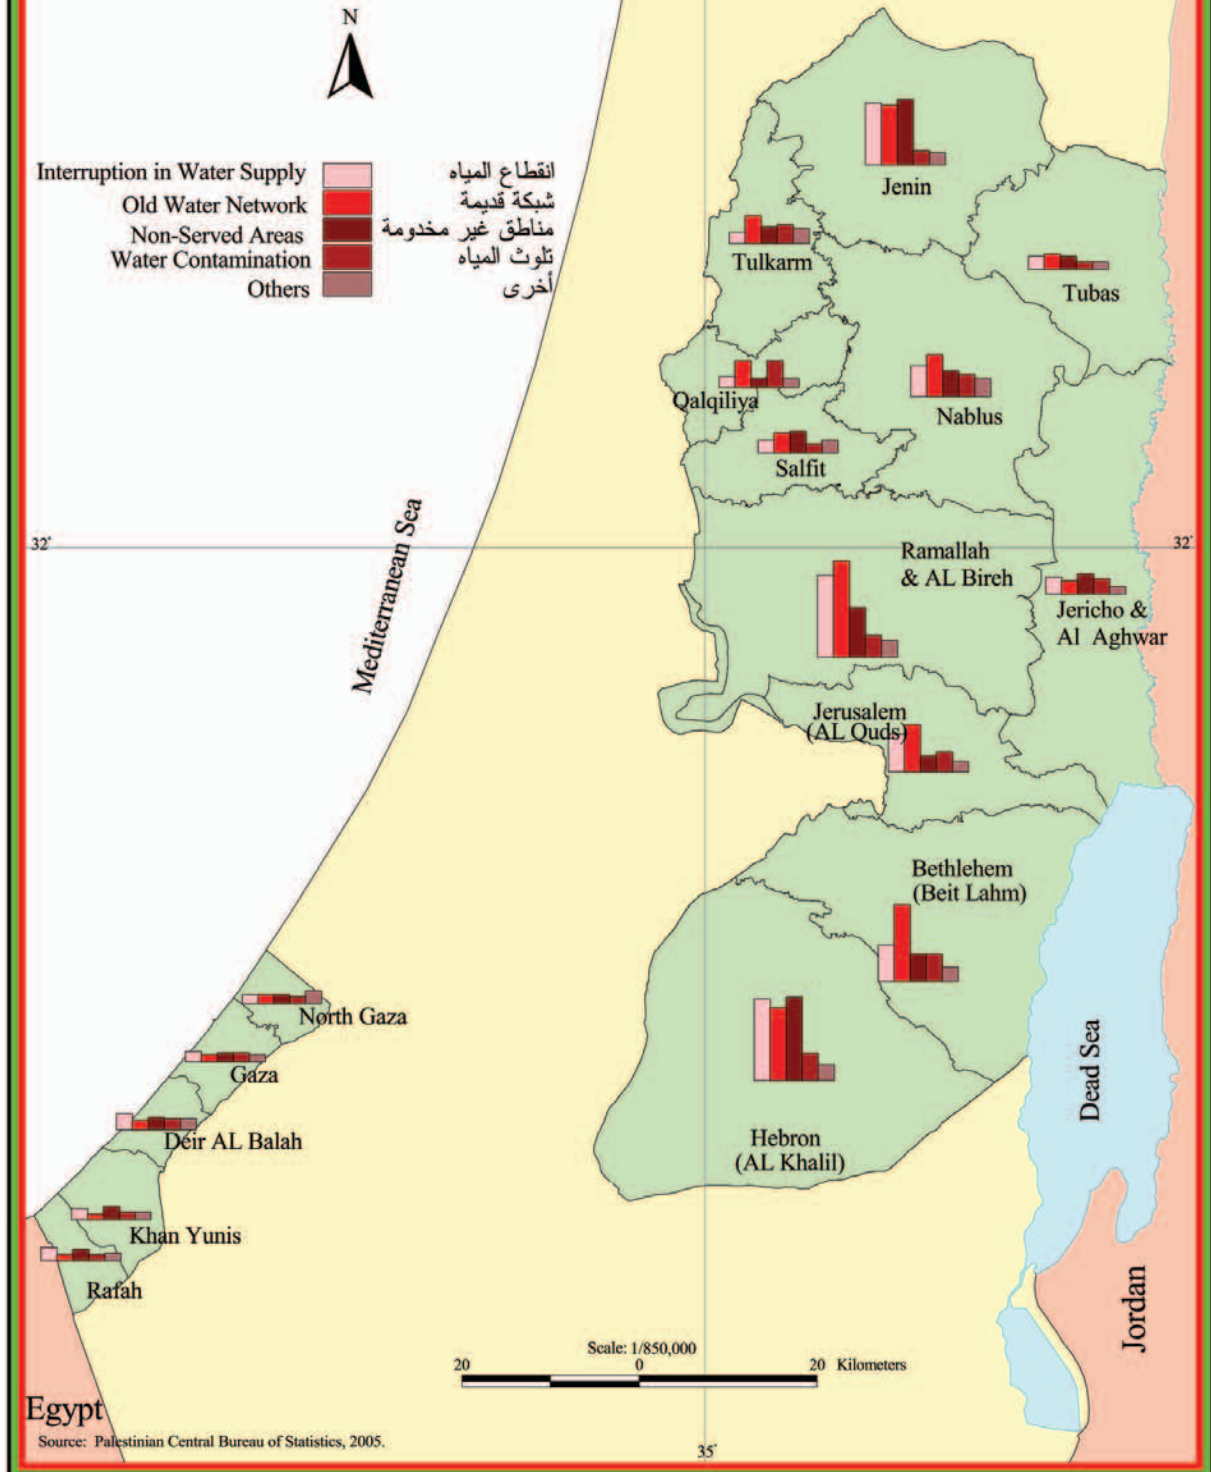 N
Interruption in Water Supply انقطاع المياه
Old Water Network شبكة قديمة
Non-Served Areas مناطق غير مخدومة
Water Contamination تلوث المياه
Others أخرى
Jenin
Tulkarm
Tubas
Qalqiliya
Nablus
Salfit
Mediterranean Sea
32°
32°
Ramallah
& AL Bireh
Jericho &
Al Aghwar
Jerusalem
(AL Quds)
Bethlehem
(Beit Lahm)
North Gaza
Gaza
Deir AL Balah
Dead Sea
Hebron
(AL Khalil)
Khan Yunis
Rafah
Jordan
Scale: 1/850,000
20 0 20 Kilometers
Egypt
Source: Palestinian Central Bureau of Statistics, 2005.
35°